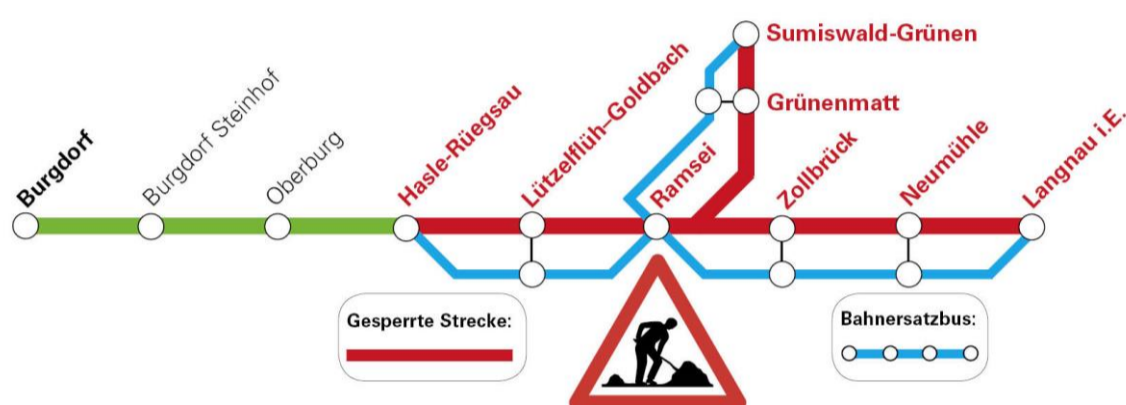 Sumiswald-Grünen
Grünenmatt
Burgdorf
Burgdorf Steinhof
Oberburg
Hasle-Rüegsau
Lützelflüh–Goldbach
Ramsei
Zollbrück
Neumühle
Langnau i.E.
Gesperrte Strecke:
Bahnersatzbus: